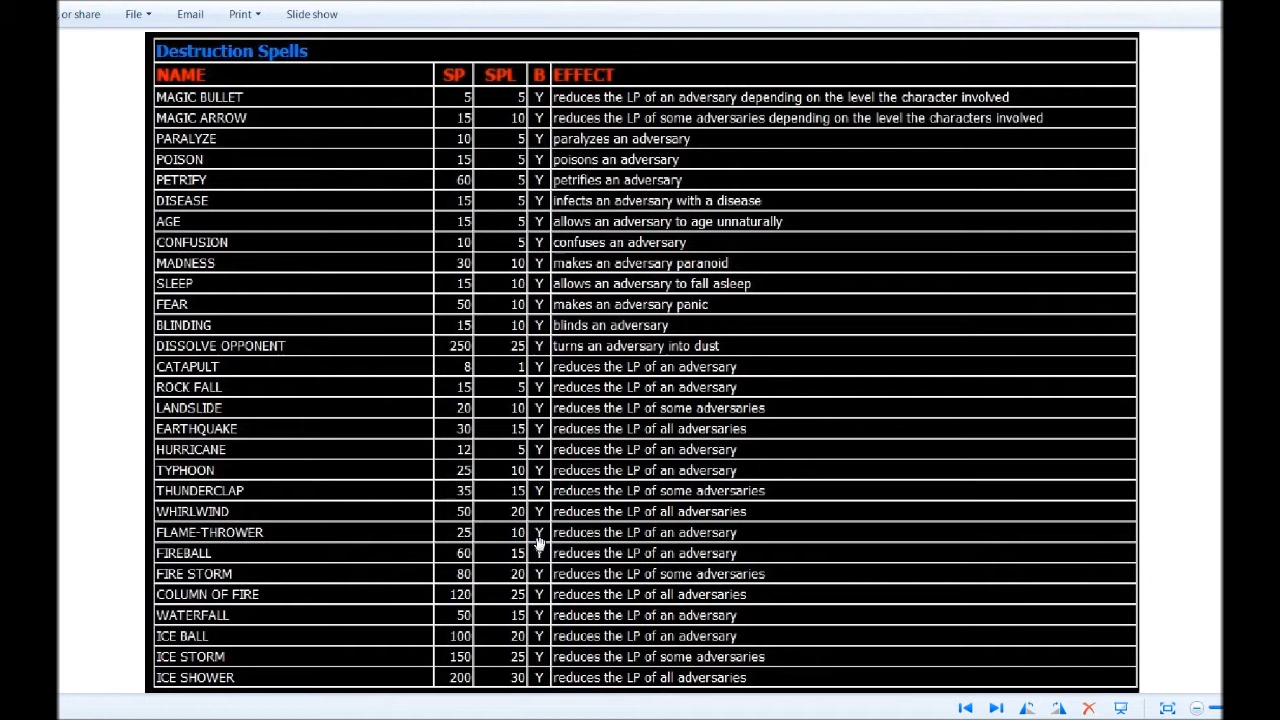 or share File Email Print Slide show
Destruction Spells
NAME SP SPL B EFFECT
MAGIC BULLET 5 5 Y reduces the LP of an adversary depending on the level the character involved
MAGIC ARROW 15 10 Y reduces the LP of some adversaries depending on the level the characters involved
PARALYZE 10 5 Y paralyzes an adversary
POISON 15 5 Y poisons an adversary
PETRIFY 60 5 Y petrifies an adversary
DISEASE 15 5 Y infects an adversary with a disease
AGE 15 5 Y allows an adversary to age unnaturally
CONFUSION 10 5 Y confuses an adversary
MADNESS 30 10 Y makes an adversary paranoid
SLEEP 15 10 Y allows an adversary to fall asleep
FEAR 50 10 Y makes an adversary panic
BLINDING 15 10 Y blinds an adversary
DISSOLVE OPPONENT 250 25 Y turns an adversary into dust
CATAPULT 8 1 Y reduces the LP of an adversary
ROCK FALL 15 5 Y reduces the LP of an adversary
LANDSLIDE 20 10 Y reduces the LP of some adversaries
EARTHQUAKE 30 15 Y reduces the LP of all adversaries
HURRICANE 12 5 Y reduces the LP of an adversary
TYPHOON 25 10 Y reduces the LP of an adversary
THUNDERCLAP 35 15 Y reduces the LP of some adversaries
WHIRLWIND 50 20 Y reduces the LP of all adversaries
FLAME-THROWER 25 10 Y reduces the LP of an adversary
FIREBALL 60 15 Y reduces the LP of an adversary
FIRE STORM 80 20 Y reduces the LP of some adversaries
COLUMN OF FIRE 120 25 Y reduces the LP of all adversaries
WATERFALL 50 15 Y reduces the LP of an adversary
ICE BALL 100 20 Y reduces the LP of an adversary
ICE STORM 150 25 Y reduces the LP of some adversaries
ICE SHOWER 200 30 Y reduces the LP of all adversaries